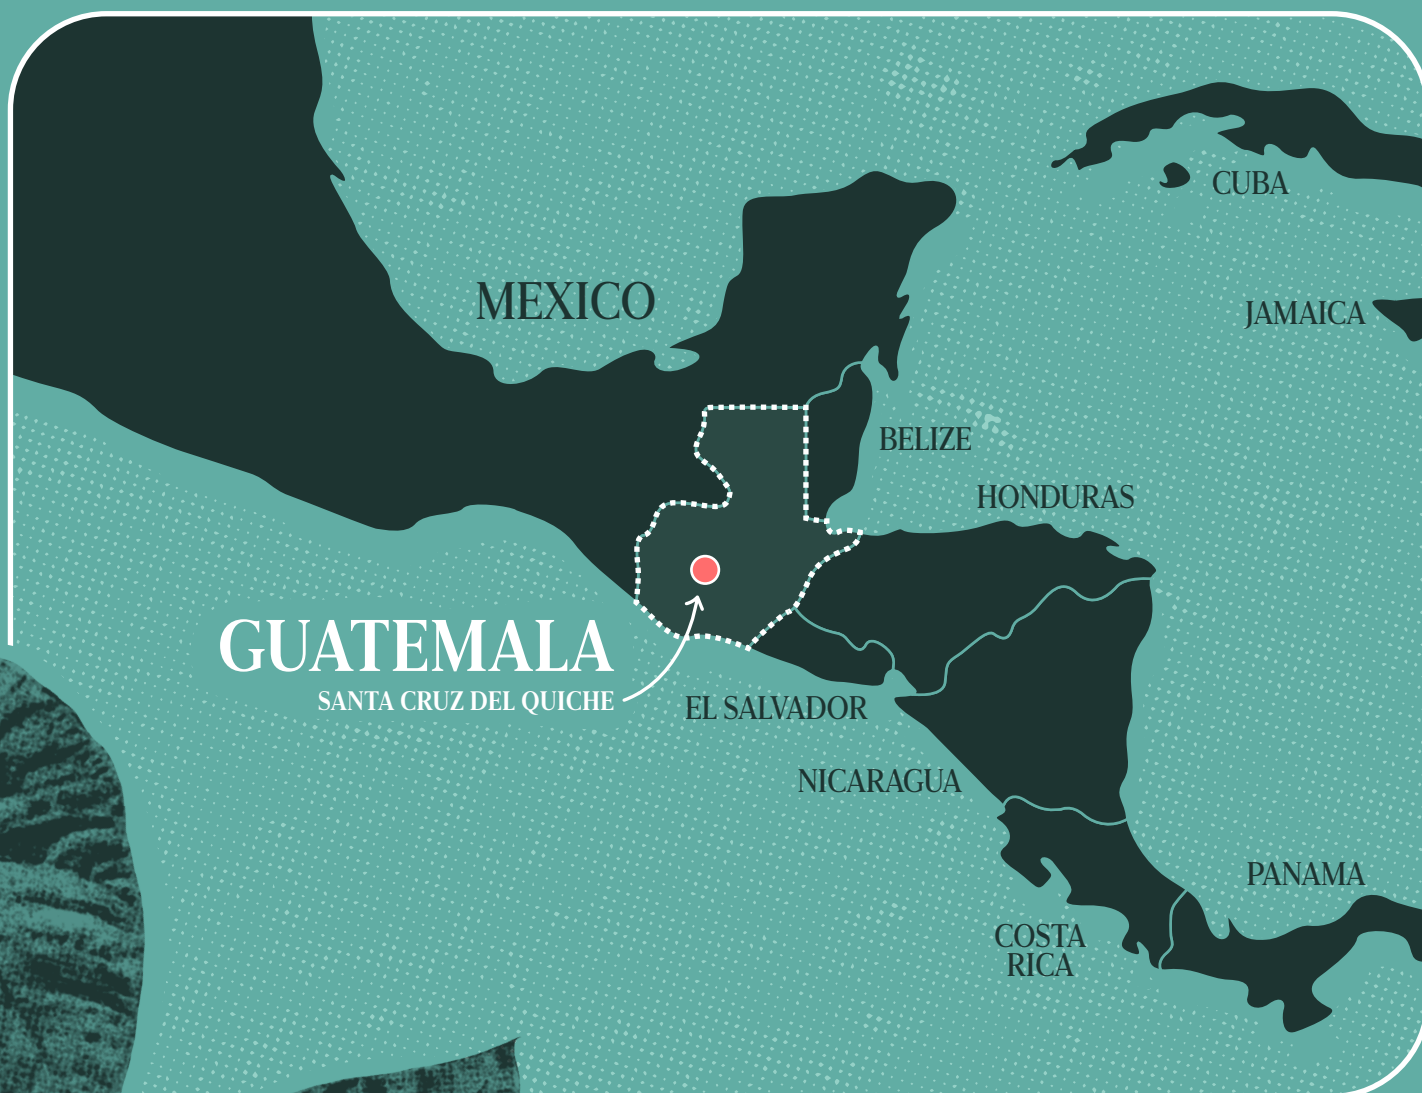 CUBA
MEXICO
JAMAICA
BELIZE
HONDURAS
GUATEMALA
SANTA CRUZ DEL QUICHE
EL SALVADOR
NICARAGUA
PANAMA
COSTA
RICA